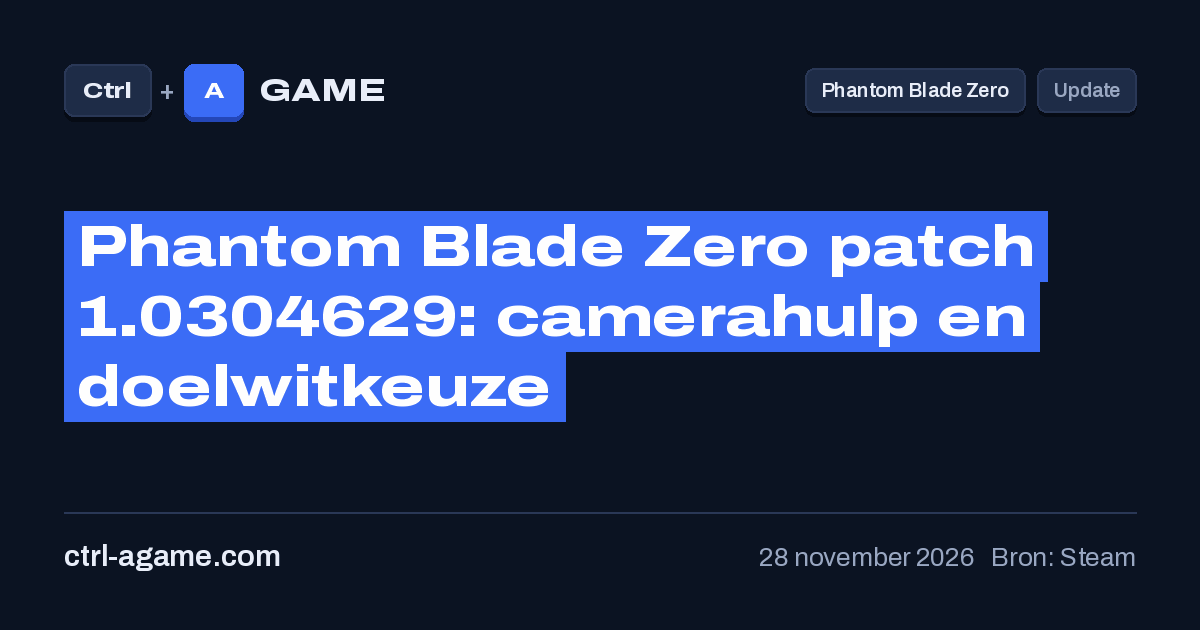 Ctrl + A GAME
Phantom Blade Zero Update
Phantom Blade Zero patch
1.0304629: camerahulp en
doelwitkeuze
ctrl-agame.com
28 november 2026 Bron: Steam